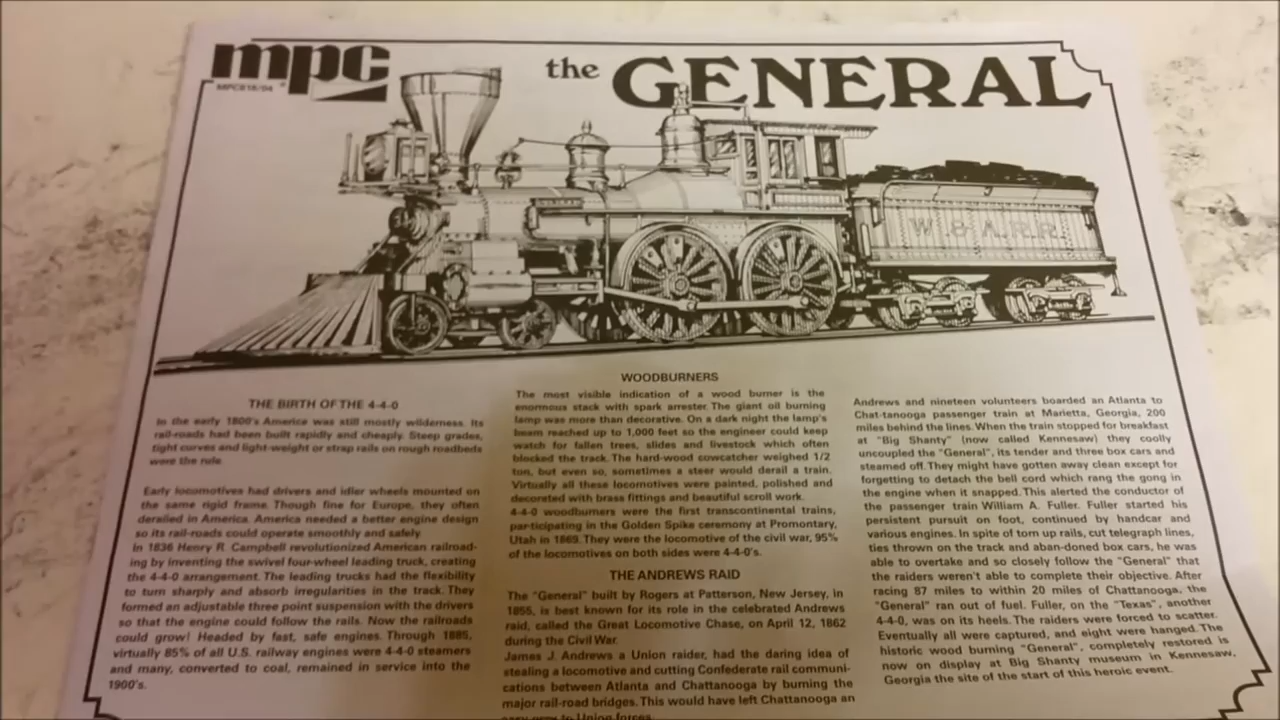 mpc
MPC818/04
the GENERAL
W. & A.R.R.
THE BIRTH OF THE 4-4-0
In the early 1800's America was still mostly wilderness. Its
rail-roads had been built rapidly and cheaply. Steep grades,
tight curves and light-weight or strap rails on rough roadbeds
were the rule.
Early locomotives had drivers and idler wheels mounted on
the same rigid frame. Though fine for Europe, they often
derailed in America. America needed a better engine design
so its rail-roads could operate smoothly and safely.
In 1836 Henry R. Campbell revolutionized American railroad-
ing by inventing the swivel four-wheel leading truck, creating
the 4-4-0 arrangement. The leading trucks had the flexibility
to turn sharply and absorb irregularities in the track. They
formed an adjustable three point suspension with the drivers
so that the engine could follow the rails. Now the railroads
could grow! Headed by fast, safe engines. Through 1885,
virtually 85% of all U.S. railway engines were 4-4-0 steamers
and many, converted to coal, remained in service into the
1900's.
WOODBURNERS
The most visible indication of a wood burner is the
enormous stack with spark arrester. The giant oil burning
lamp was more than decorative. On a dark night the lamp's
beam reached up to 1,000 feet so the engineer could keep
watch for fallen trees, slides and livestock which often
blocked the track. The hard-wood cowcatcher weighed 1/2
ton, but even so, sometimes a steer would derail a train.
Virtually all these locomotives were painted, polished and
decorated with brass fittings and beautiful scroll work.
4-4-0 woodburners were the first transcontinental trains,
par-ticipating in the Golden Spike ceremony at Promontary,
Utah in 1869. They were the locomotive of the civil war, 95%
of the locomotives on both sides were 4-4-0's.
THE ANDREWS RAID
The "General" built by Rogers at Patterson, New Jersey, in
1855, is best known for its role in the celebrated Andrews
raid, called the Great Locomotive Chase, on April 12, 1862
during the Civil War.
James J. Andrews a Union raider, had the daring idea of
stealing a locomotive and cutting Confederate rail communi-
cations between Atlanta and Chattanooga by burning the
major rail-road bridges. This would have left Chattanooga an
easy prey to Union forces.
Andrews and nineteen volunteers boarded an Atlanta to
Chat-tanooga passenger train at Marietta, Georgia, 200
miles behind the lines. When the train stopped for breakfast
at "Big Shanty" (now called Kennesaw) they coolly
uncoupled the "General", its tender and three box cars and
steamed off. They might have gotten away clean except for
forgetting to detach the bell cord which rang the gong in
the engine when it snapped. This alerted the conductor of
the passenger train William A. Fuller. Fuller started his
persistent pursuit on foot, continued by handcar and
various engines. In spite of torn up rails, cut telegraph lines,
ties thrown on the track and aban-doned box cars, he was
able to overtake and so closely follow the "General" that
the raiders weren't able to complete their objective. After
racing 87 miles to within 20 miles of Chattanooga, the
"General" ran out of fuel. Fuller, on the "Texas", another
4-4-0, was on its heels. The raiders were forced to scatter.
Eventually all were captured, and eight were hanged. The
historic wood burning "General", completely restored is
now on display at Big Shanty museum in Kennesaw,
Georgia the site of the start of this heroic event.